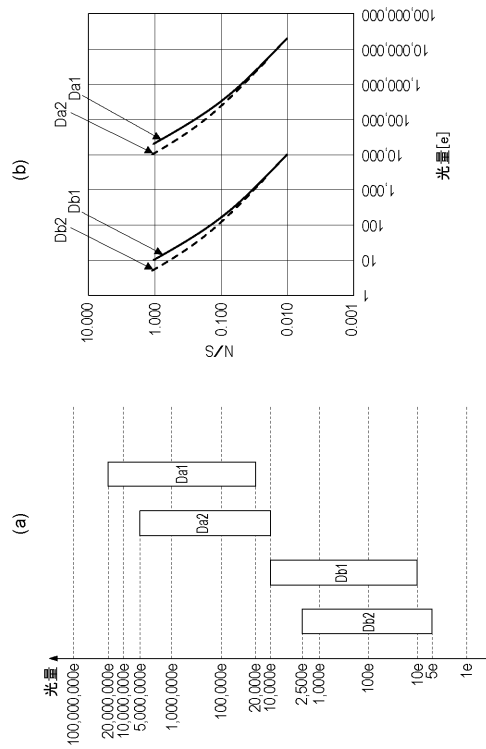 (a)
光量
100,000,000e
20,000,000e
10,000,000e
5,000,000e
1,000,000e
100,000e
20,000e
10,000e
2,500e
1,000e
100e
10e
5e
1e
Db2
Db1
Da2
Da1
(b)
Db2
Db1
Da2
Da1
10.000
1.000
0.100
0.010
0.001
N/S
1
10
100
1,000
10,000
100,000
1,000,000
10,000,000
100,000,000
光量[e]